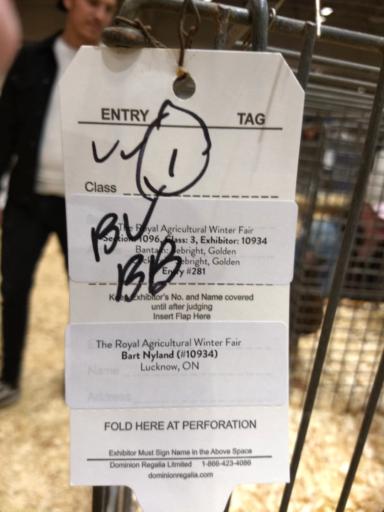 ENTRY TAG
V 1
Class
BV
BB
The Royal Agricultural Winter Fair
Section: 1096, Class: 3, Exhibitor: 10934
Bantam: Sebright, Golden
Sebright, Golden
Entry #281
Keep Exhibitor's No. and Name covered
until after judging
Insert Flap Here
The Royal Agricultural Winter Fair
Bart Nyland (#10934)
Lucknow, ON
Name
Address
FOLD HERE AT PERFORATION
Exhibitor Must Sign Name in the Above Space
Dominion Regalia Limited 1-866-423-4086
dominionregalia.com